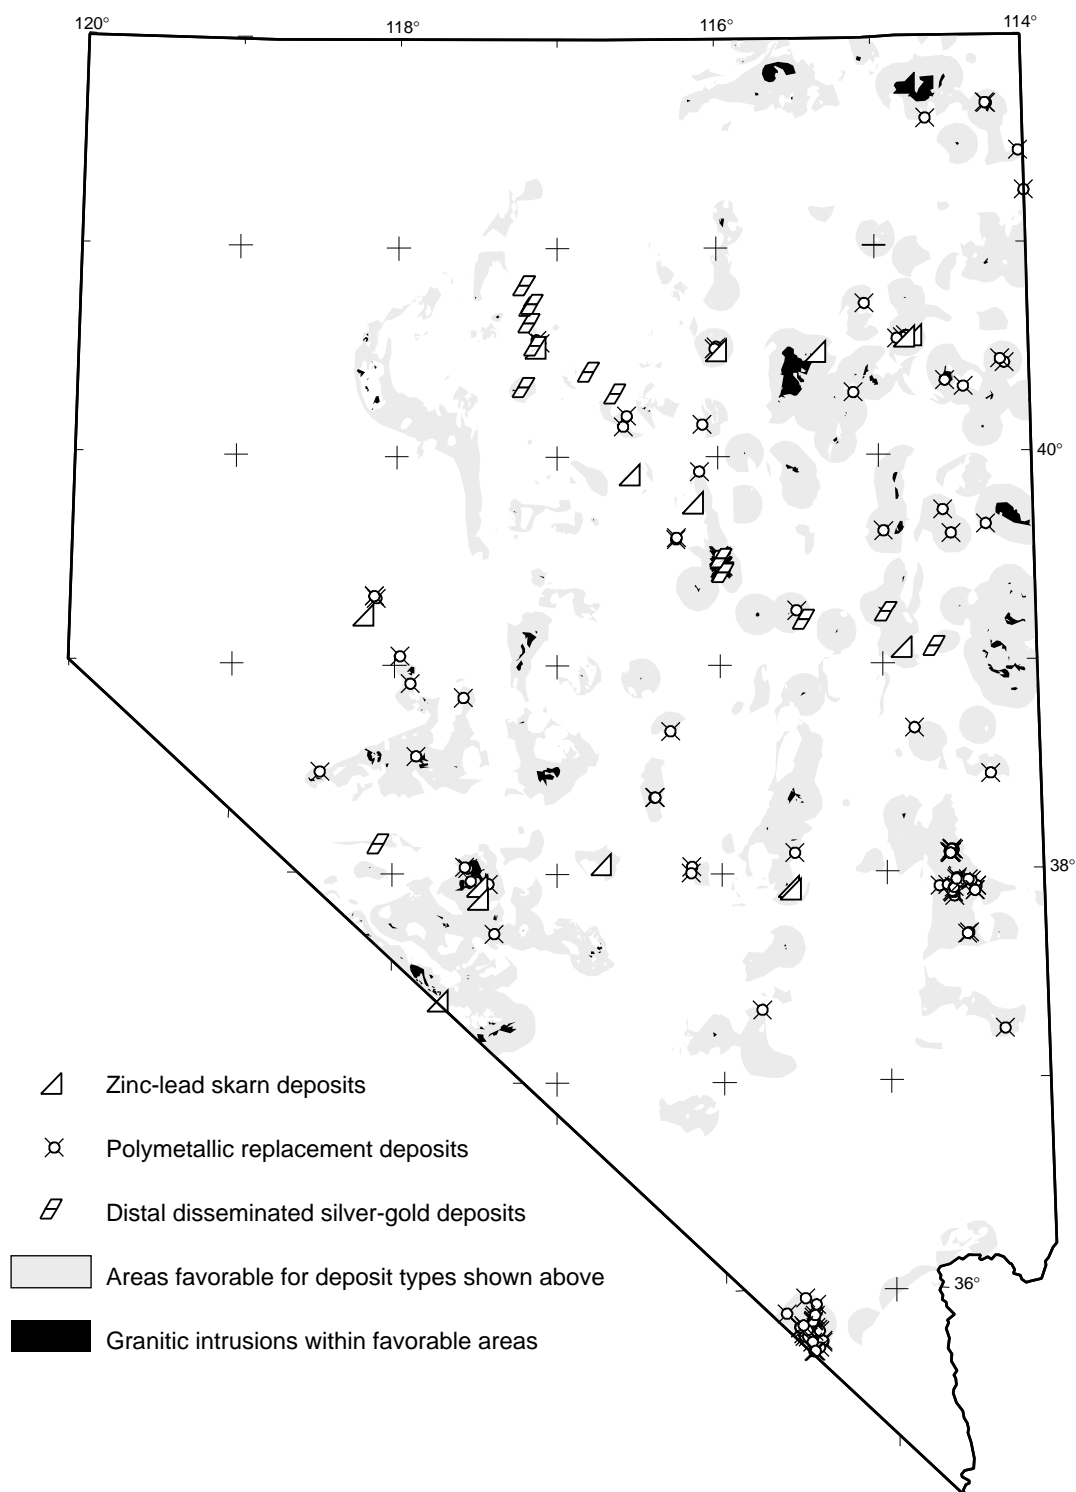 120°
118°
116°
114°
40°
38°
Zinc-lead skarn deposits
Polymetallic replacement deposits
Distal disseminated silver-gold deposits
Areas favorable for deposit types shown above
36°
Granitic intrusions within favorable areas